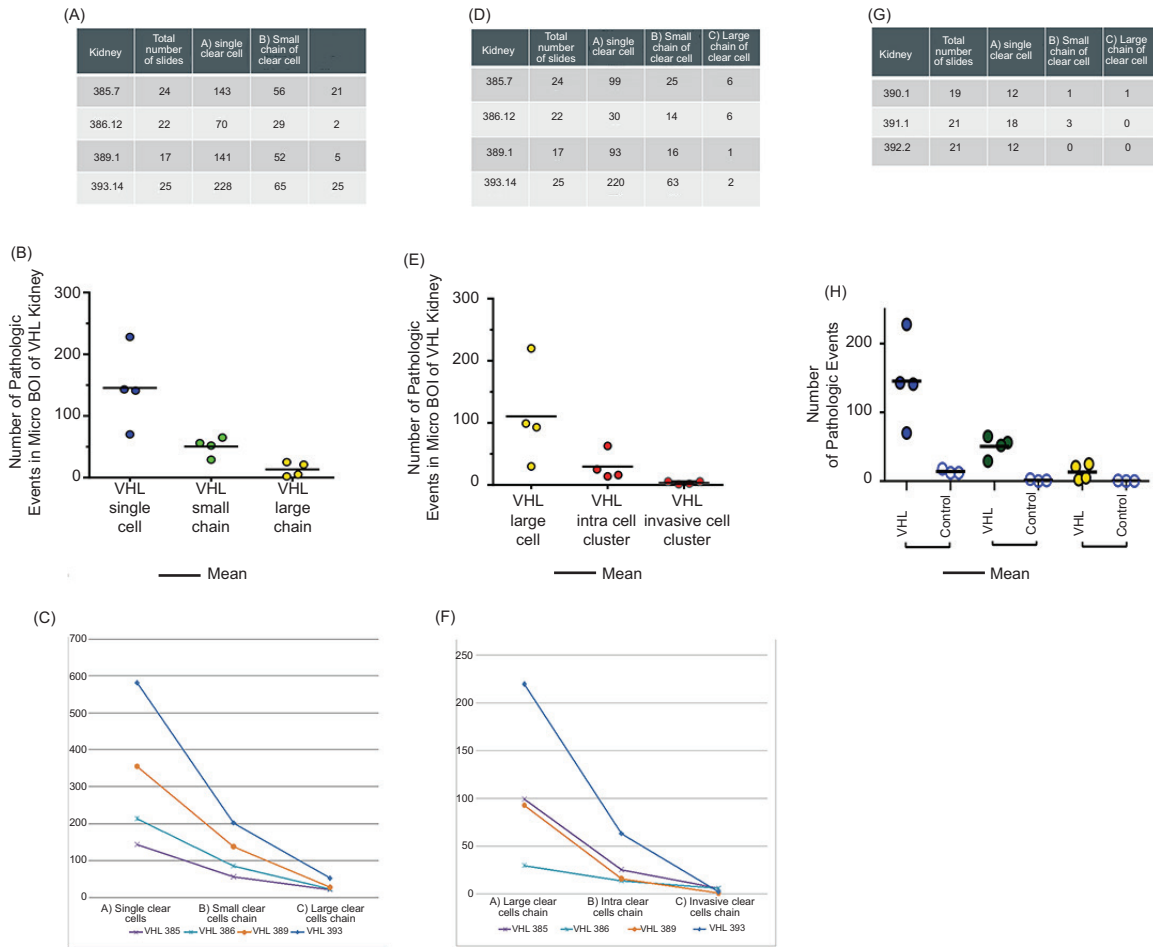 (A)
Kidney
Total number of slides
A) single clear cell
B) Small chain of clear cell
385.7 24 143 56 21
386.12 22 70 29 2
389.1 17 141 52 5
393.14 25 228 65 25
(B)
Number of Pathologic
Events in Micro BOI of VHL Kidney
300
200
100
0
VHL single cell
VHL small chain
VHL large chain
Mean
(C)
700
600
500
400
300
200
100
0
A) Single clear cells
B) Small clear cells chain
C) Large clear cells chain
VHL 385 VHL 386 VHL 389 VHL 393
(D)
Kidney
Total number of slides
A) single clear cell
B) Small chain of clear cell
C) Large chain of clear cell
385.7 24 99 25 6
386.12 22 30 14 6
389.1 17 93 16 1
393.14 25 220 63 2
(E)
Number of Pathologic
Events in Micro BOI of VHL Kidney
300
200
100
0
VHL large cell
VHL intra cell cluster
VHL invasive cell cluster
Mean
(F)
250
200
150
100
50
0
A) Large clear cells chain
B) Intra clear cells chain
C) Invasive clear cells chain
VHL 385 VHL 386 VHL 389 VHL 393
(G)
Kidney
Total number of slides
A) single clear cell
B) Small chain of clear cell
C) Large chain of clear cell
390.1 19 12 1 1
391.1 21 18 3 0
392.2 21 12 0 0
(H)
Number
of Pathologic Events
200
100
0
VHL
Control
VHL
Control
VHL
Control
Mean